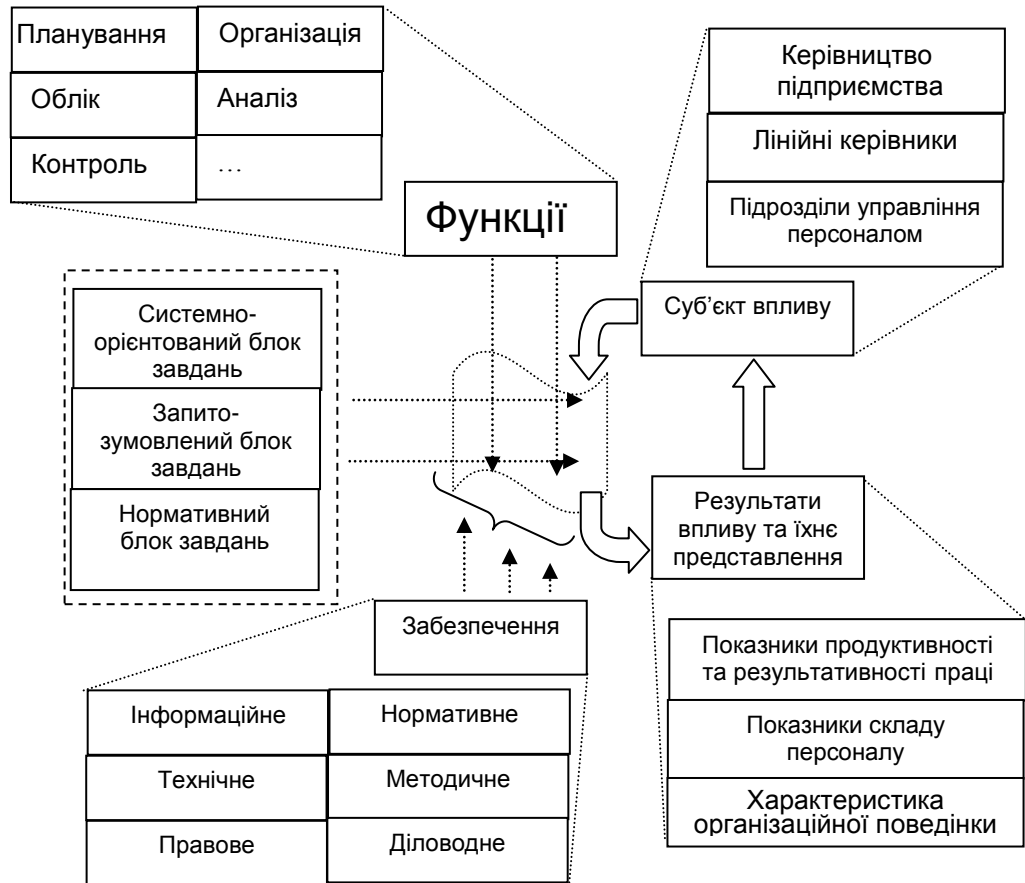 Планування
Організація
Облік
Аналіз
Контроль
…
Функції
Керівництво
підприємства
Лінійні керівники
Підрозділи управління
персоналом
Суб’єкт впливу
Системно-
орієнтований блок
завдань
Запито-
зумовлений блок
завдань
Нормативний
блок завдань
Результати
впливу та їхнє
представлення
Забезпечення
Інформаційне
Нормативне
Технічне
Методичне
Правове
Діловодне
Показники продуктивності
та результативності праці
Показники складу
персоналу
Характеристика
організаційної поведінки